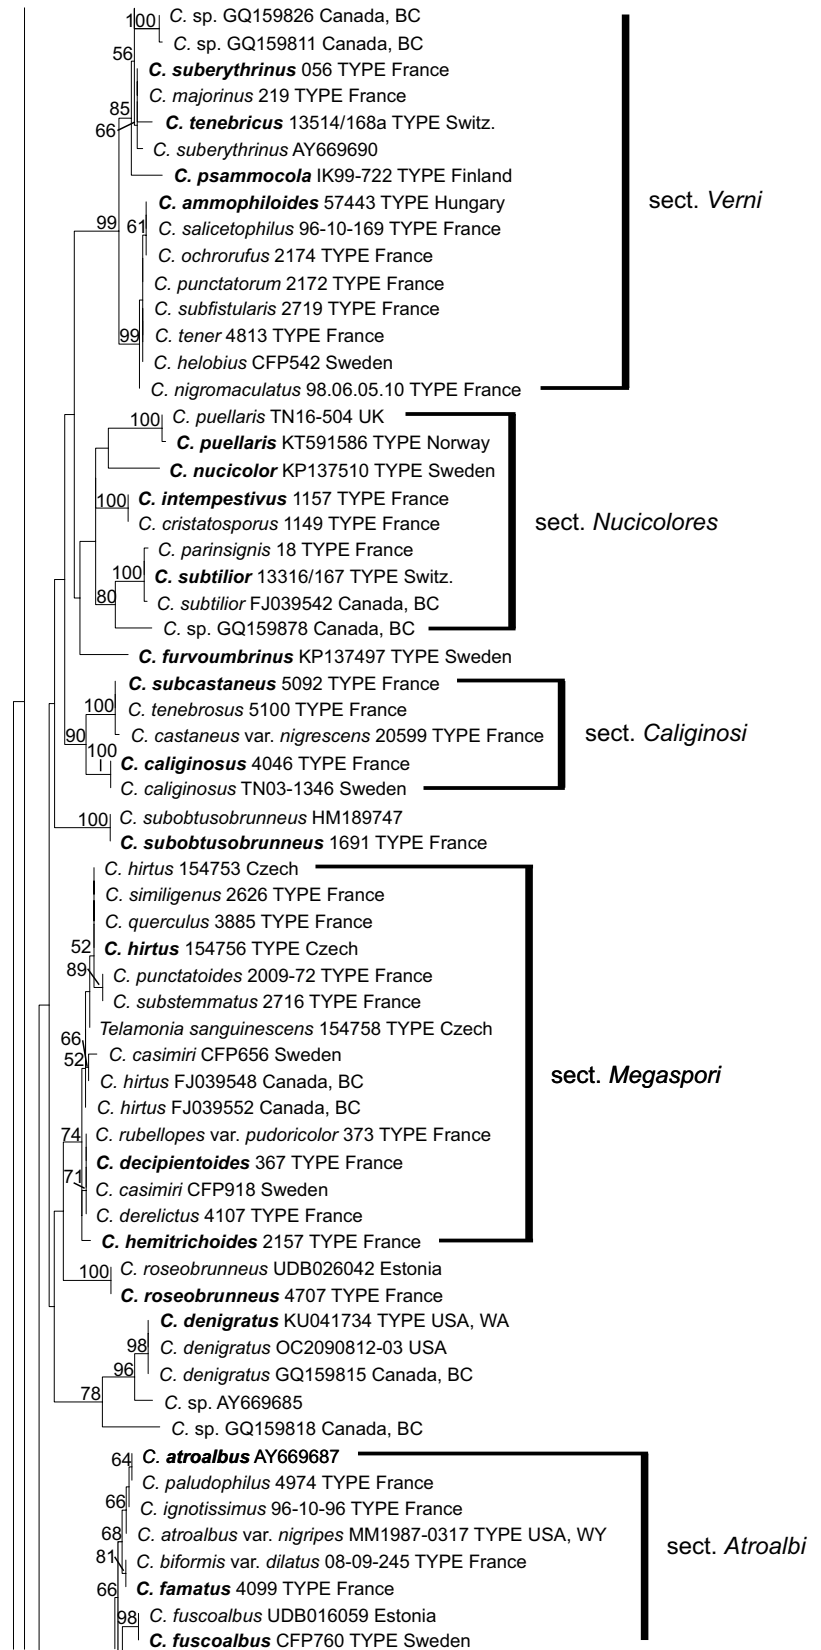 C. sp. GQ159826 Canada, BC
100
C. sp. GQ159811 Canada, BC
56
C. suberythrinus 056 TYPE France
C. majorinus 219 TYPE France
85
C. tenebricus 13514/168a TYPE Switz.
66
C. suberythrinus AY669690
C. psammocola IK99-722 TYPE Finland
sect. Verni
C. ammophiloides 57443 TYPE Hungary
99
61
C. salicetophilus 96-10-169 TYPE France
C. ochrorufus 2174 TYPE France
C. punctatorum 2172 TYPE France
C. subfistularis 2719 TYPE France
99
C. tener 4813 TYPE France
C. helobius CFP542 Sweden
C. nigromaculatus 98.06.05.10 TYPE France
100
C. puellaris TN16-504 UK
C. puellaris KT591586 TYPE Norway
C. nucicolor KP137510 TYPE Sweden
100
C. intempestivus 1157 TYPE France
C. cristatosporus 1149 TYPE France
sect. Nucicolores
C. parinsignis 18 TYPE France
100
C. subtilior 13316/167 TYPE Switz.
80
C. subtilior FJ039542 Canada, BC
C. sp. GQ159878 Canada, BC
C. furvoumbrinus KP137497 TYPE Sweden
C. subcastaneus 5092 TYPE France
100
C. tenebrosus 5100 TYPE France
90
C. castaneus var. nigrescens 20599 TYPE France
sect. Caliginosi
100
C. caliginosus 4046 TYPE France
C. caliginosus TN03-1346 Sweden
100
C. subobtusobrunneus HM189747
C. subobtusobrunneus 1691 TYPE France
C. hirtus 154753 Czech
C. similigenus 2626 TYPE France
C. querculus 3885 TYPE France
52
C. hirtus 154756 TYPE Czech
89
C. punctatoides 2009-72 TYPE France
C. substemmatus 2716 TYPE France
Telamonia sanguinescens 154758 TYPE Czech
66
52
C. casimiri CFP656 Sweden
C. hirtus FJ039548 Canada, BC
sect. Megaspori
C. hirtus FJ039552 Canada, BC
74
C. rubellopes var. pudoricolor 373 TYPE France
C. decipientoides 367 TYPE France
71
C. casimiri CFP918 Sweden
C. derelictus 4107 TYPE France
C. hemitrichoides 2157 TYPE France
100
C. roseobrunneus UDB026042 Estonia
C. roseobrunneus 4707 TYPE France
C. denigratus KU041734 TYPE USA, WA
98
C. denigratus OC2090812-03 USA
96
C. denigratus GQ159815 Canada, BC
78
C. sp. AY669685
C. sp. GQ159818 Canada, BC
64
C. atroalbus AY669687
C. paludophilus 4974 TYPE France
66
C. ignotissimus 96-10-96 TYPE France
68
C. atroalbus var. nigripes MM1987-0317 TYPE USA, WY
sect. Atroalbi
81
C. biformis var. dilatus 08-09-245 TYPE France
66
C. famatus 4099 TYPE France
98
C. fuscoalbus UDB016059 Estonia
C. fuscoalbus CFP760 TYPE Sweden